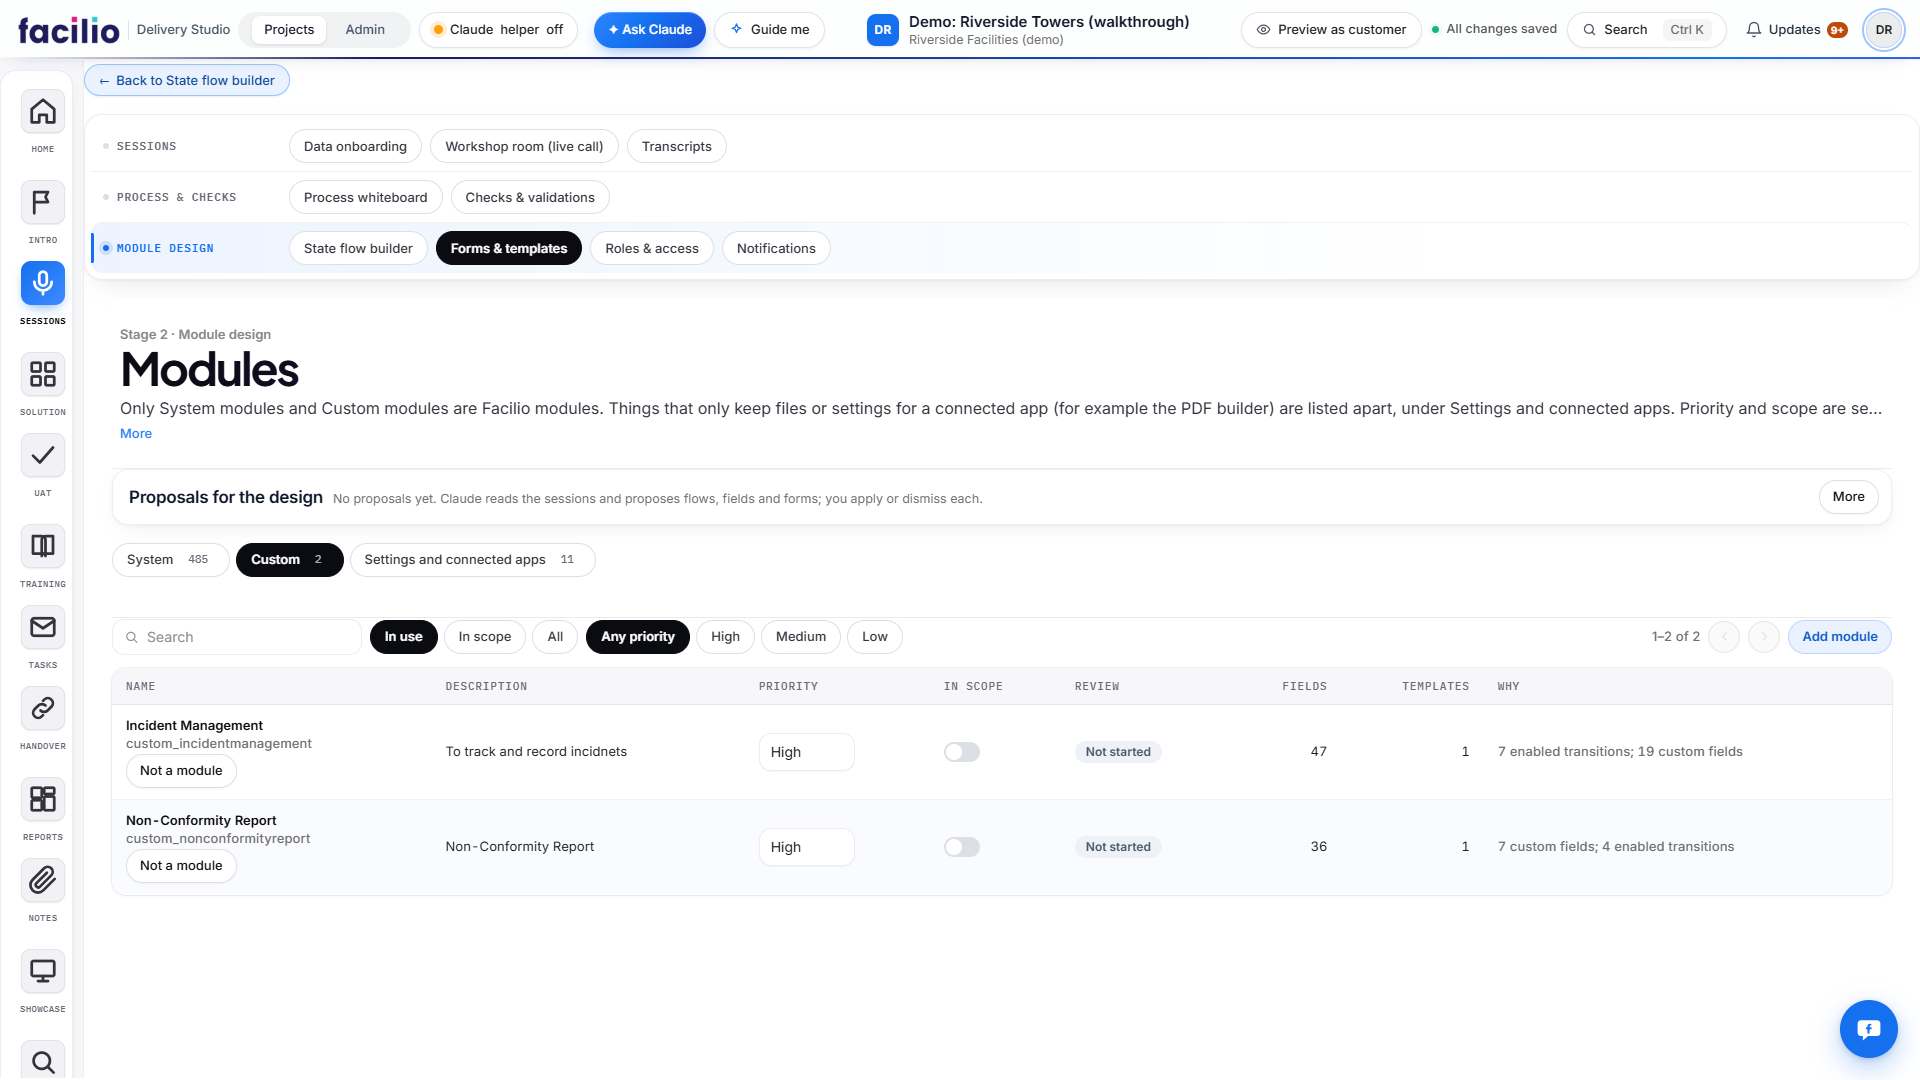 facilio
Delivery Studio
Projects
Admin
Claude helper off
Ask Claude
Guide me
DR
Demo: Riverside Towers (walkthrough)
Riverside Facilities (demo)
Preview as customer
All changes saved
Search
Ctrl K
Updates
9+
DR
← Back to State flow builder
HOME
INTRO
SESSIONS
SOLUTION
UAT
TRAINING
TASKS
HANDOVER
REPORTS
NOTES
SHOWCASE
SESSIONS
Data onboarding
Workshop room (live call)
Transcripts
PROCESS & CHECKS
Process whiteboard
Checks & validations
MODULE DESIGN
State flow builder
Forms & templates
Roles & access
Notifications
Stage 2 · Module design
Modules
Only System modules and Custom modules are Facilio modules. Things that only keep files or settings for a connected app (for example the PDF builder) are listed apart, under Settings and connected apps. Priority and scope are se...
More
Proposals for the design
No proposals yet. Claude reads the sessions and proposes flows, fields and forms; you apply or dismiss each.
More
System 485
Custom 2
Settings and connected apps 11
Search
In use
In scope
All
Any priority
High
Medium
Low
1–2 of 2
Add module
NAME DESCRIPTION PRIORITY IN SCOPE REVIEW FIELDS TEMPLATES WHY
Incident Management
custom_incidentmanagement
Not a module
To track and record incidnets
High
Not started
47
1
7 enabled transitions; 19 custom fields
Non-Conformity Report
custom_nonconformityreport
Not a module
Non-Conformity Report
High
Not started
36
1
7 custom fields; 4 enabled transitions